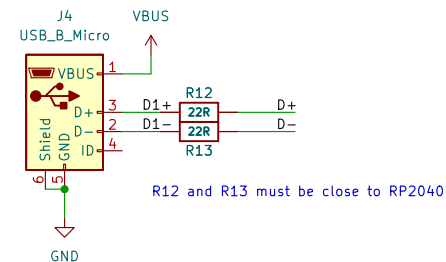 J4
USB_B_Micro
VBUS
VBUS 1
D+ 3
D1+ R12 22R D+
D- 2
D1- 22R R13 D-
ID 4
Shield
GND
6
5
R12 and R13 must be close to RP2040
GND